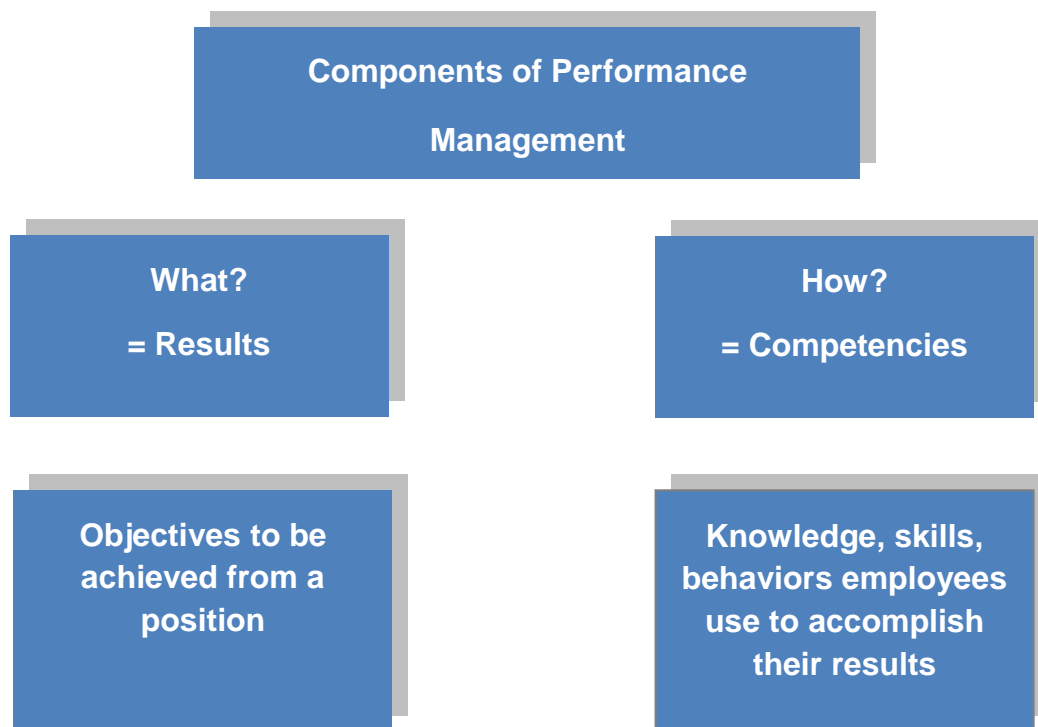 Components of Performance
Management
What?
= Results
How?
= Competencies
Objectives to be
achieved from a
position
Knowledge, skills,
behaviors employees
use to accomplish
their results